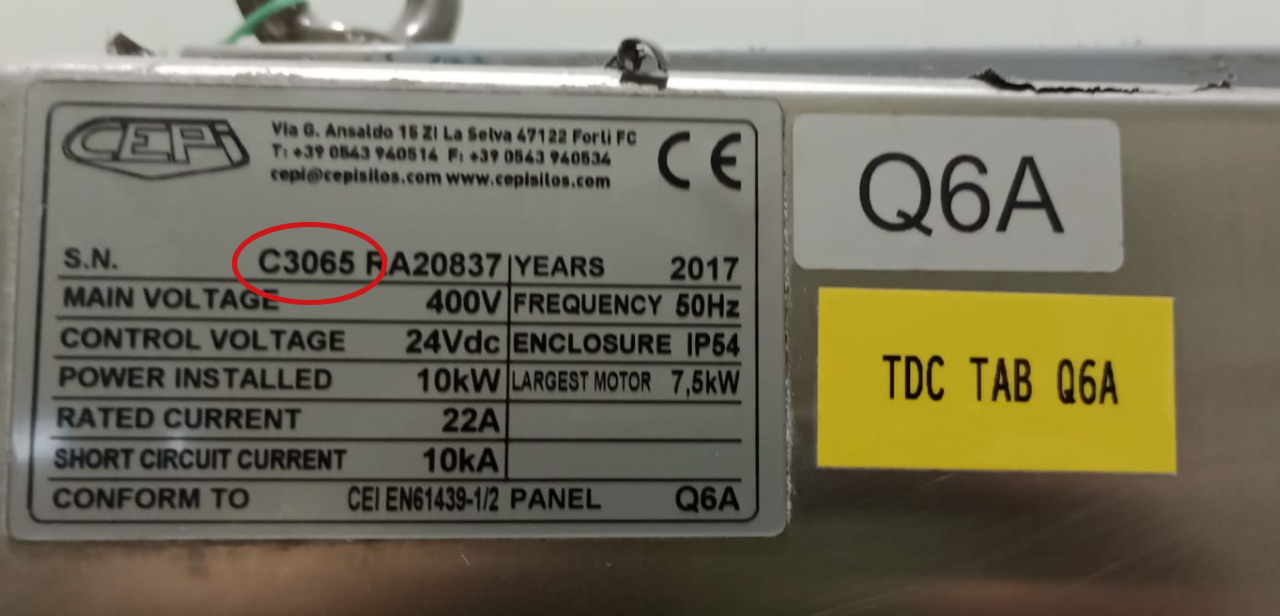 CEPi
Via G. Ansaldo 15 ZI La Selva 47122 Forlì FC
T: +39 0543 940514 F: +39 0543 940534
cepi@cepisilos.com www.cepisilos.com
CE
S.N. C3065 RA20837 YEARS 2017
MAIN VOLTAGE 400V FREQUENCY 50Hz
CONTROL VOLTAGE 24Vdc ENCLOSURE IP54
POWER INSTALLED 10kW LARGEST MOTOR 7,5kW
RATED CURRENT 22A
SHORT CIRCUIT CURRENT 10kA
CONFORM TO CEI EN61439-1/2 PANEL Q6A
Q6A
TDC TAB Q6A